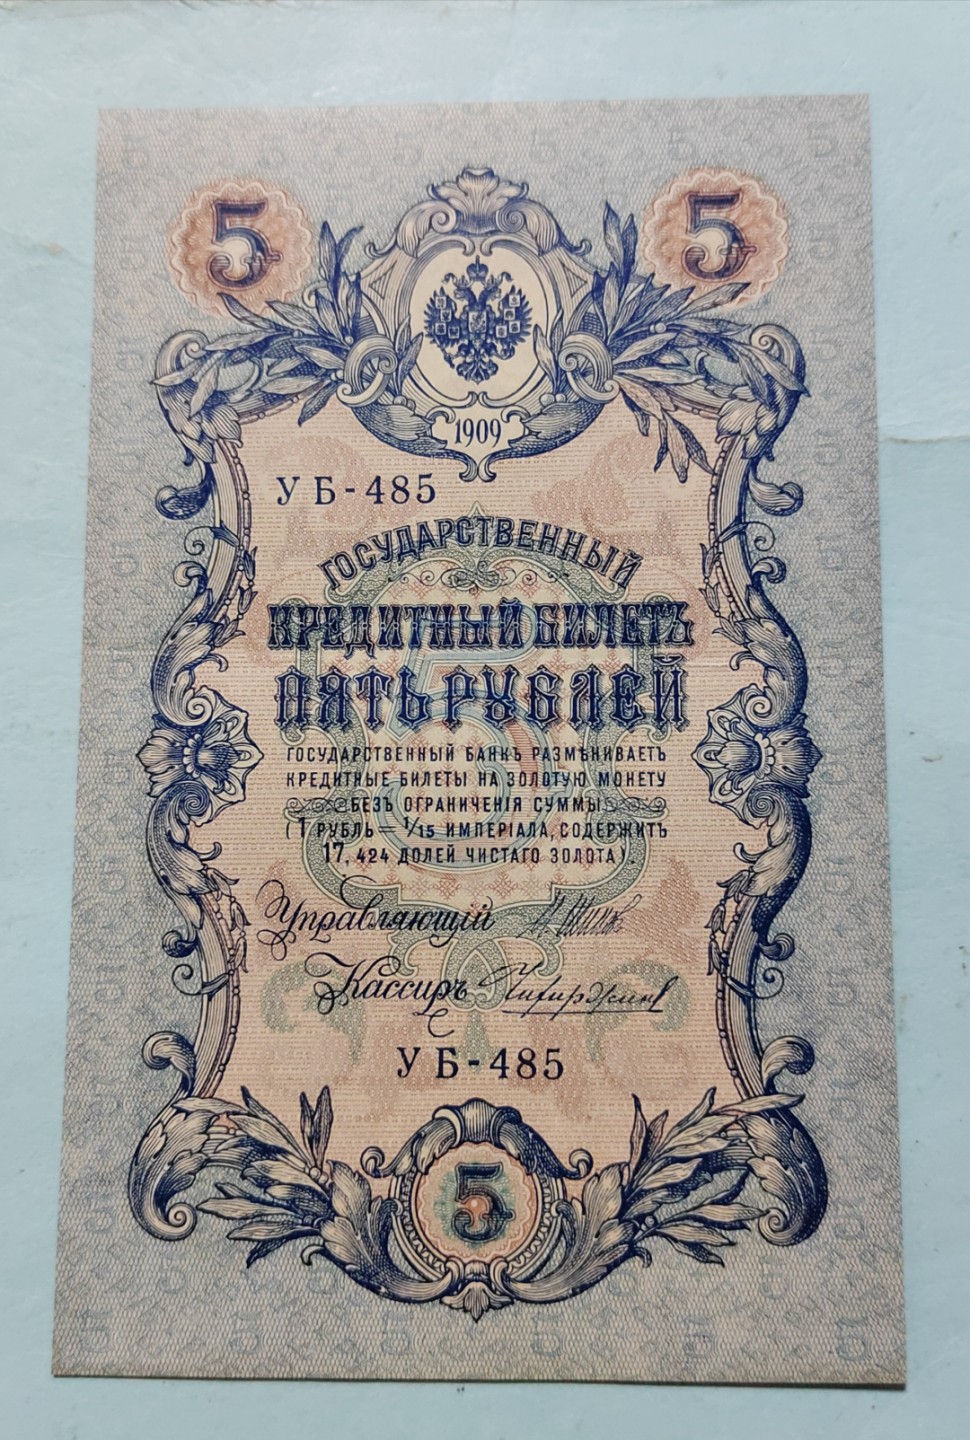 5 5
1909
УБ-485
ГОСУДАРСТВЕННЫЙ
КРЕДИТНЫЙ БИЛЕТЪ
ПЯТЬ РУБЛЕЙ
ГОСУДАРСТВЕННЫЙ БАНКЪ РАЗМѢНИВАЕТЪ
КРЕДИТНЫЕ БИЛЕТЫ НА ЗОЛОТУЮ МОНЕТУ
БЕЗЪ ОГРАНИЧЕНІЯ СУММЫ
(1 РУБЛЬ = 1/15 ИМПЕРІАЛА, СОДЕРЖИТЪ
17,424 ДОЛЕЙ ЧИСТАГО ЗОЛОТА).
Управляющій
Кассиръ
УБ-485
5